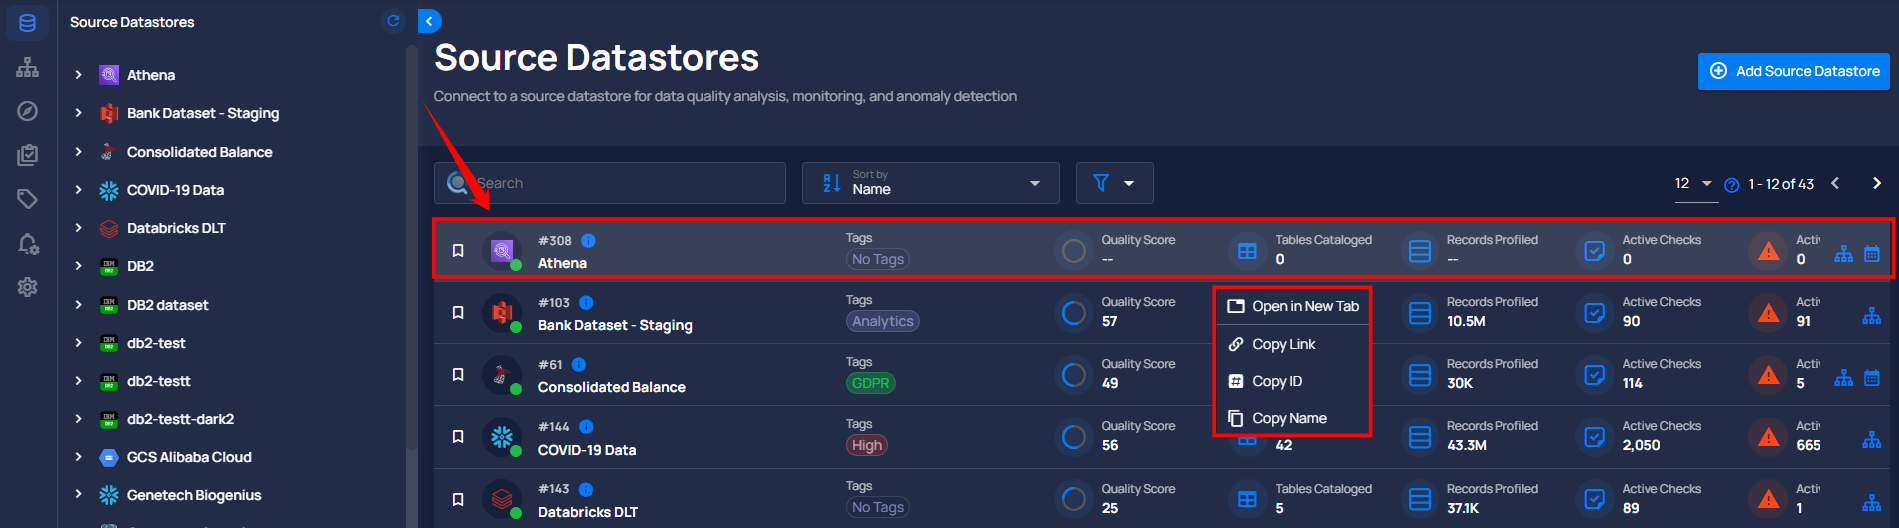 Source Datastores
Athena
Bank Dataset - Staging
Consolidated Balance
COVID-19 Data
Databricks DLT
DB2
DB2 dataset
db2-test
db2-testt
db2-testt-dark2
GCS Alibaba Cloud
Genetech Biogenius
Source Datastores
Connect to a source datastore for data quality analysis, monitoring, and anomaly detection
Add Source Datastore
Search
Sort by
Name
12
1 - 12 of 43
#308
Athena
Tags
No Tags
Quality Score
--
Tables Cataloged
0
Records Profiled
--
Active Checks
0
Acti
0
#103
Bank Dataset - Staging
Tags
Analytics
Quality Score
57
Records Profiled
10.5M
Active Checks
90
Acti
91
Open in New Tab
Copy Link
Copy ID
Copy Name
#61
Consolidated Balance
Tags
GDPR
Quality Score
49
Records Profiled
30K
Active Checks
114
Acti
5
#144
COVID-19 Data
Tags
High
Quality Score
56
42
Records Profiled
43.3M
Active Checks
2,050
Acti
665
#143
Databricks DLT
Tags
No Tags
Quality Score
25
Tables Cataloged
5
Records Profiled
37.1K
Active Checks
89
Acti
1